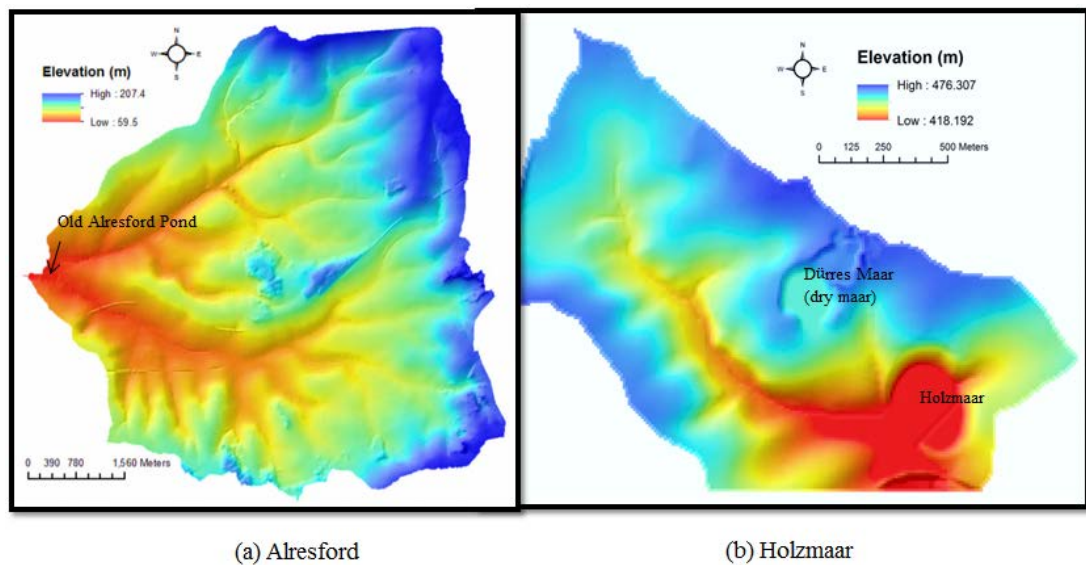 N
W E
S
Elevation (m)
High : 207.4
Low : 59.5
Old Alresford Pond
0 390 780 1,560 Meters
N
W E
S
Elevation (m)
High : 476.307
Low : 418.192
0 125 250 500 Meters
Dürres Maar
(dry maar)
Holzmaar
(a) Alresford
(b) Holzmaar